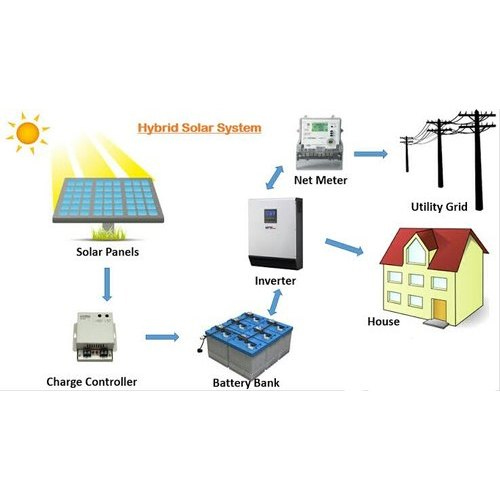 Hybrid Solar System
Net Meter
Utility Grid
Solar Panels
Inverter
House
Charge Controller
Battery Bank